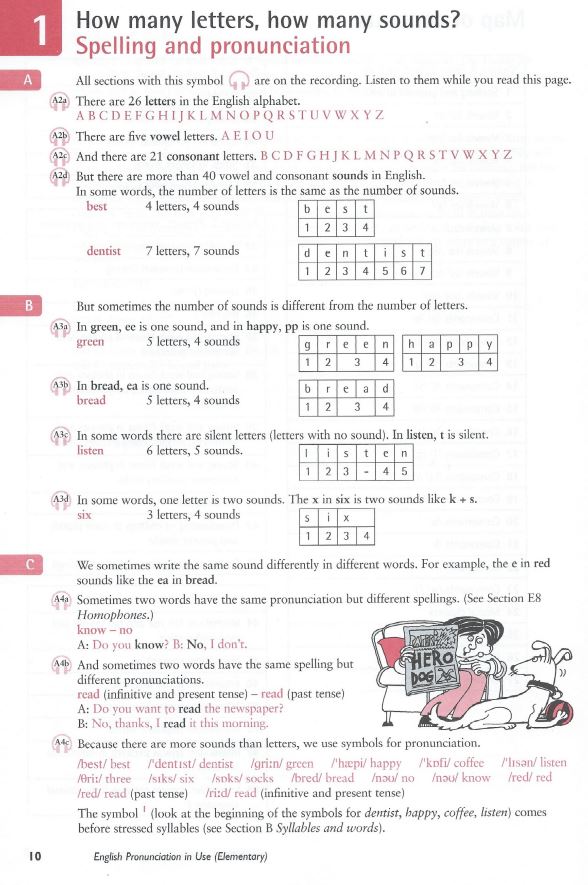 1
How many letters, how many sounds?
Spelling and pronunciation
A
All sections with this symbol are on the recording. Listen to them while you read this page.
A2a There are 26 letters in the English alphabet.
A B C D E F G H I J K L M N O P Q R S T U V W X Y Z
A2b There are five vowel letters. A E I O U
A2c And there are 21 consonant letters. B C D F G H J K L M N P Q R S T V W X Y Z
A2d But there are more than 40 vowel and consonant sounds in English.
In some words, the number of letters is the same as the number of sounds.
best 4 letters, 4 sounds
b e s t
1 2 3 4
dentist 7 letters, 7 sounds
d e n t i s t
1 2 3 4 5 6 7
B
But sometimes the number of sounds is different from the number of letters.
A3a In green, ee is one sound, and in happy, pp is one sound.
green 5 letters, 4 sounds
g r e e n h a p p y
1 2 3 4 1 2 3 4
A3b In bread, ea is one sound.
bread 5 letters, 4 sounds
b r e a d
1 2 3 4
A3c In some words there are silent letters (letters with no sound). In listen, t is silent.
listen 6 letters, 5 sounds.
l i s t e n
1 2 3 - 4 5
A3d In some words, one letter is two sounds. The x in six is two sounds like k + s.
six 3 letters, 4 sounds
s i x
1 2 3 4
C
We sometimes write the same sound differently in different words. For example, the e in red
sounds like the ea in bread.
A4a Sometimes two words have the same pronunciation but different spellings. (See Section E8
Homophones.)
know – no
A: Do you know? B: No, I don't.
A4b And sometimes two words have the same spelling but
different pronunciations.
read (infinitive and present tense) – read (past tense)
A: Do you want to read the newspaper?
B: No, thanks, I read it this morning.
HERO
DOG
A4c Because there are more sounds than letters, we use symbols for pronunciation.
/best/ best /ˈdentɪst/ dentist /griːn/ green /ˈhæpi/ happy /ˈkɒfi/ coffee /ˈlɪsən/ listen
/θriː/ three /sɪks/ six /sɒks/ socks /bred/ bread /nəʊ/ no /nəʊ/ know /red/ red
/red/ read (past tense) /riːd/ read (infinitive and present tense)
The symbol ˈ (look at the beginning of the symbols for dentist, happy, coffee, listen) comes
before stressed syllables (see Section B Syllables and words).
10 English Pronunciation in Use (Elementary)